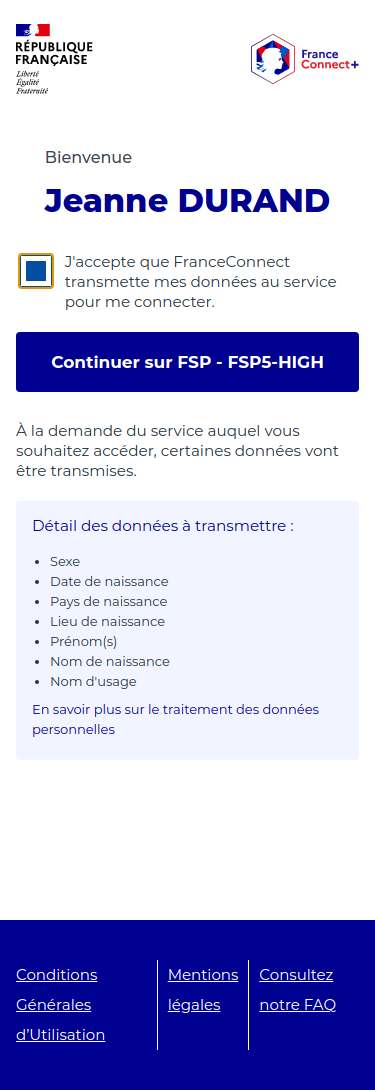 RÉPUBLIQUE
FRANÇAISE
Liberté
Égalité
Fraternité
France
Connect+
Bienvenue
Jeanne DURAND
J'accepte que FranceConnect
transmette mes données au service
pour me connecter.
Continuer sur FSP - FSP5-HIGH
À la demande du service auquel vous
souhaitez accéder, certaines données vont
être transmises.
Détail des données à transmettre :
• Sexe
• Date de naissance
• Pays de naissance
• Lieu de naissance
• Prénom(s)
• Nom de naissance
• Nom d'usage
En savoir plus sur le traitement des données
personnelles
Conditions
Générales
d'Utilisation
Mentions
légales
Consultez
notre FAQ